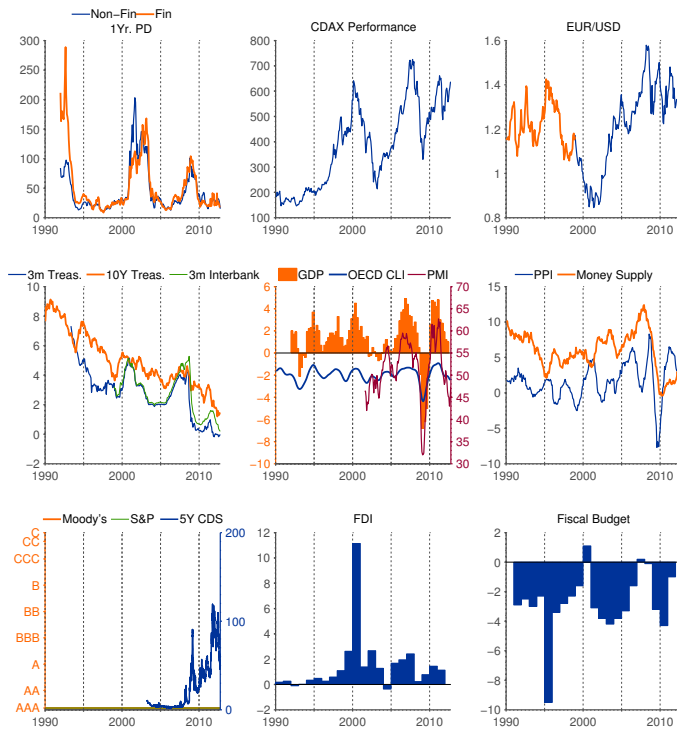 Non-Fin Fin
1Yr. PD
300
250
200
150
100
50
0
1990 2000 2010
CDAX Performance
800
700
600
500
400
300
200
100
1990 2000 2010
EUR/USD
1.6
1.4
1.2
1
0.8
1990 2000 2010
3m Treas. 10Y Treas. 3m Interbank
10
8
6
4
2
0
−2
1990 2000 2010
GDP OECD CLI PMI
6 70
4 65
2 60
0 55
−2 50
−4 45
−6 40
−8 35
−10 30
1990 2000 2010
PPI Money Supply
15
10
5
0
−5
−10
1990 2000 2010
Moody's S&P 5Y CDS
C 200
CC
CCC
B
BB 100
BBB
A
AA
AAA 0
1990 2000 2010
FDI
12
10
8
6
4
2
0
−2
1990 2000 2010
Fiscal Budget
2
0
−2
−4
−6
−8
−10
1990 2000 2010